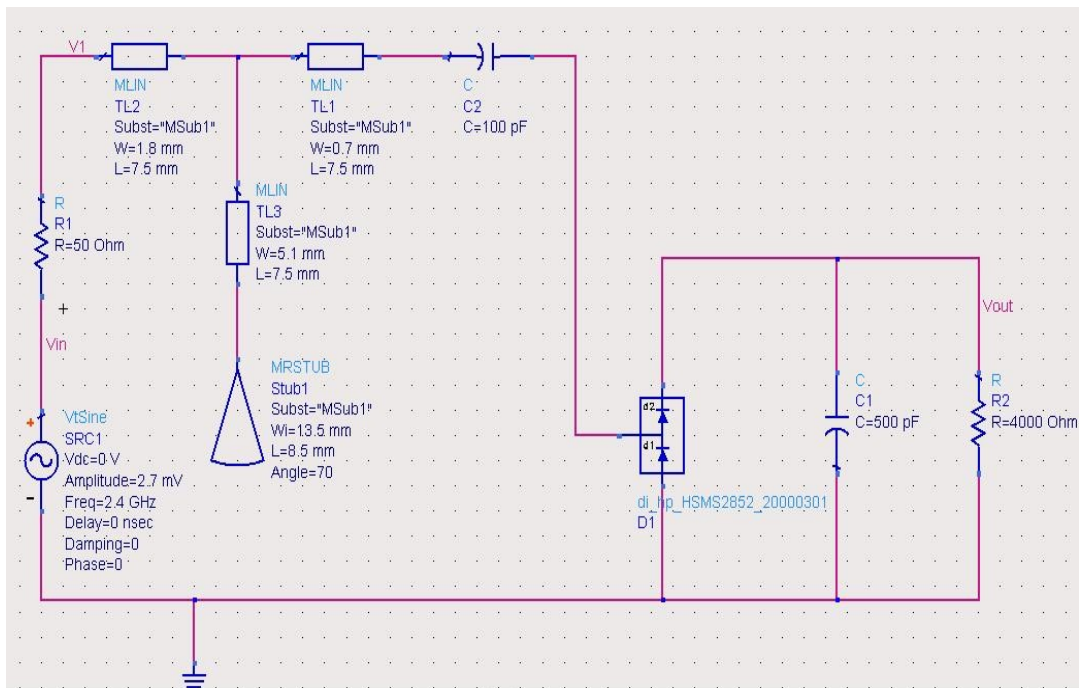 V1
MLIN
TL2
Subst="MSub1"
W=1.8 mm
L=7.5 mm
MLIN
TL1
Subst="MSub1"
W=0.7 mm
L=7.5 mm
C
C2
C=100 pF
R
R1
R=50 Ohm
+
Vin
MLIN
TL3
Subst="MSub1"
W=5.1 mm
L=7.5 mm
MRSTUB
Stub1
Subst="MSub1"
Wi=13.5 mm
L=8.5 mm
Angle=70
+
-
VtSine
SRC1
Vdc=0 V
Amplitude=2.7 mV
Freq=2.4 GHz
Delay=0 nsec
Damping=0
Phase=0
d2
d1
di_hp_HSMS2852_20000301
D1
C
C1
C=500 pF
Vout
R
R2
R=4000 Ohm